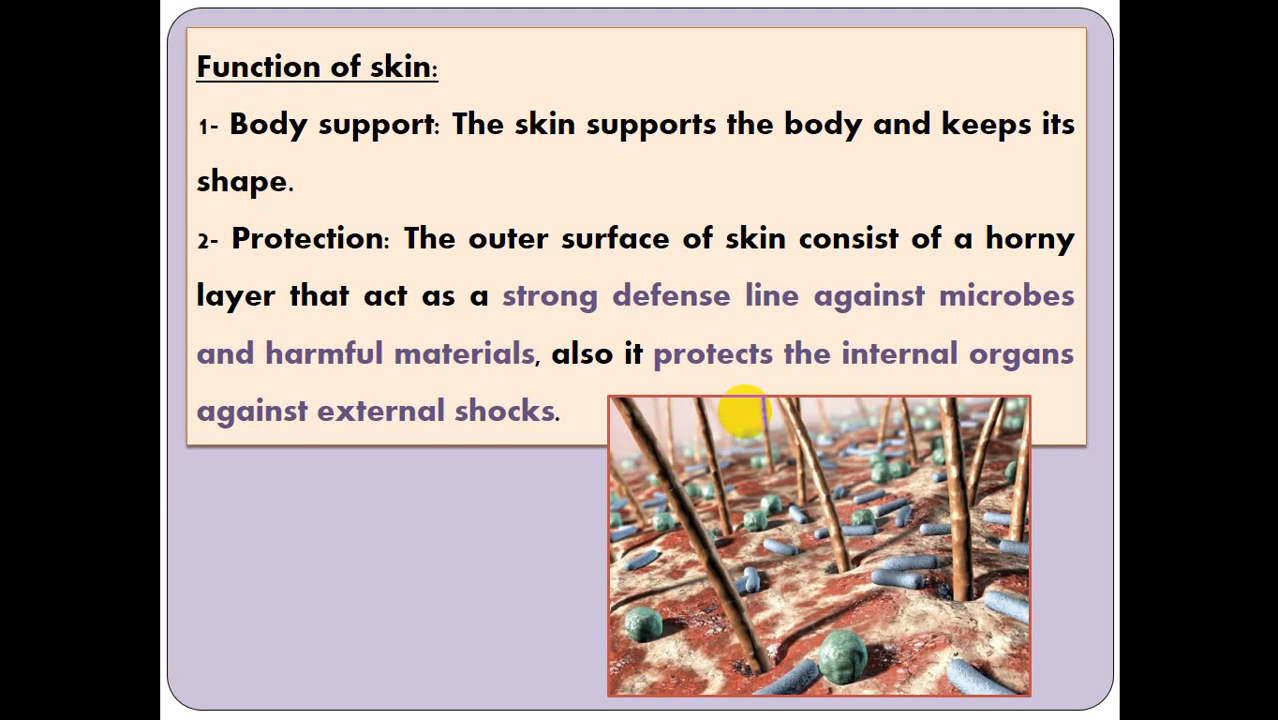 Function of skin:
1- Body support: The skin supports the body and keeps its
shape.
2- Protection: The outer surface of skin consist of a horny
layer that act as a strong defense line against microbes
and harmful materials, also it protects the internal organs
against external shocks.